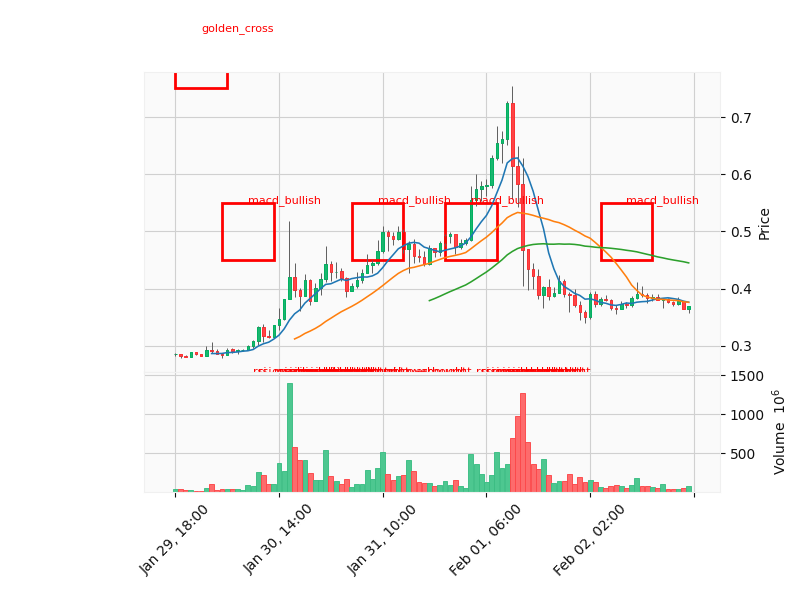 golden_cross
macd_bullish
macd_bullish
macd_bullish
macd_bullish
0.7
0.6
0.5
0.4
0.3
Price
1500
1000
500
Volume 10^6
Jan 29, 18:00
Jan 30, 14:00
Jan 31, 10:00
Feb 01, 06:00
Feb 02, 02:00